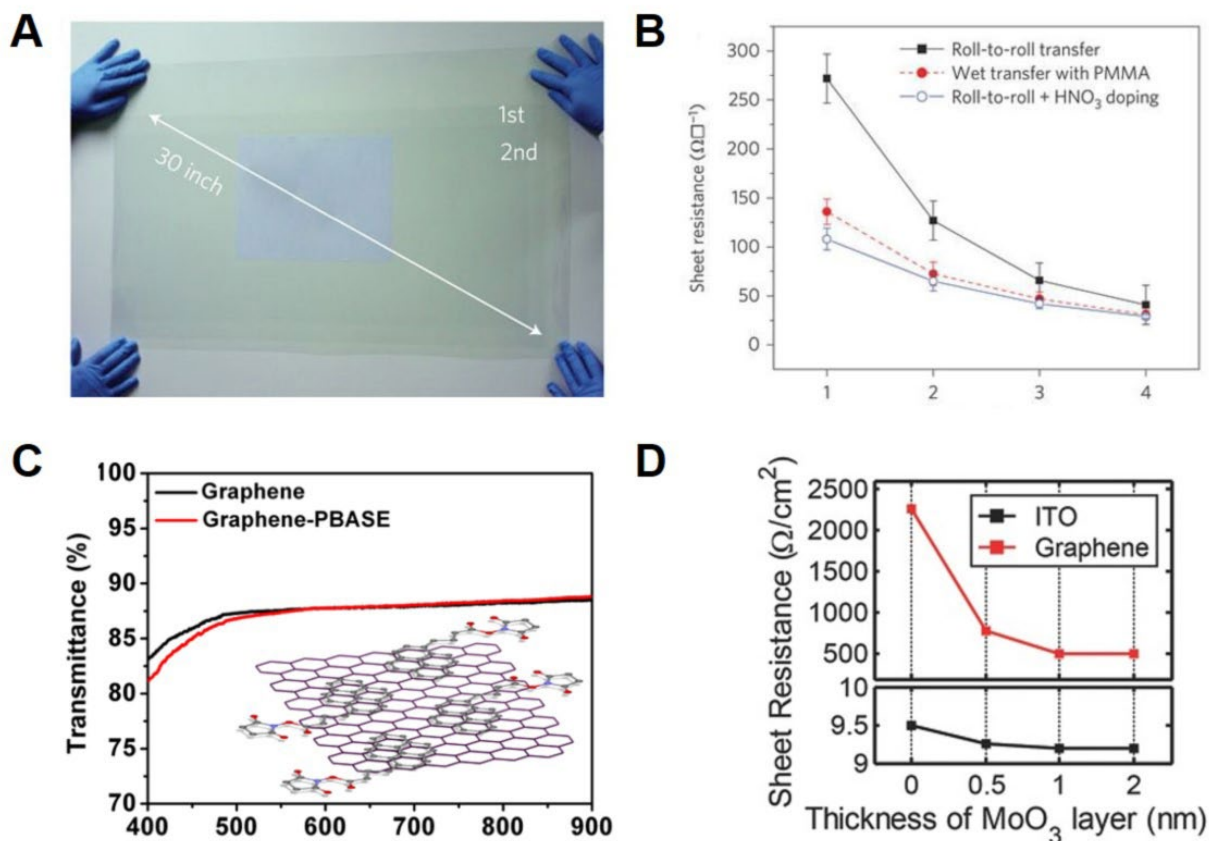 A
1st
2nd
30 inch
B
Roll-to-roll transfer
Wet transfer with PMMA
Roll-to-roll + HNO₃ doping
Sheet resistance (Ω□⁻¹)
300
250
200
150
100
50
0
1 2 3 4
C
Graphene
Graphene-PBASE
Transmittance (%)
100
95
90
85
80
75
70
400 500 600 700 800 900
D
ITO
Graphene
Sheet Resistance (Ω/cm²)
2500
2000
1500
1000
500
10
9.5
9
0 0.5 1 2
Thickness of MoO₃ layer (nm)